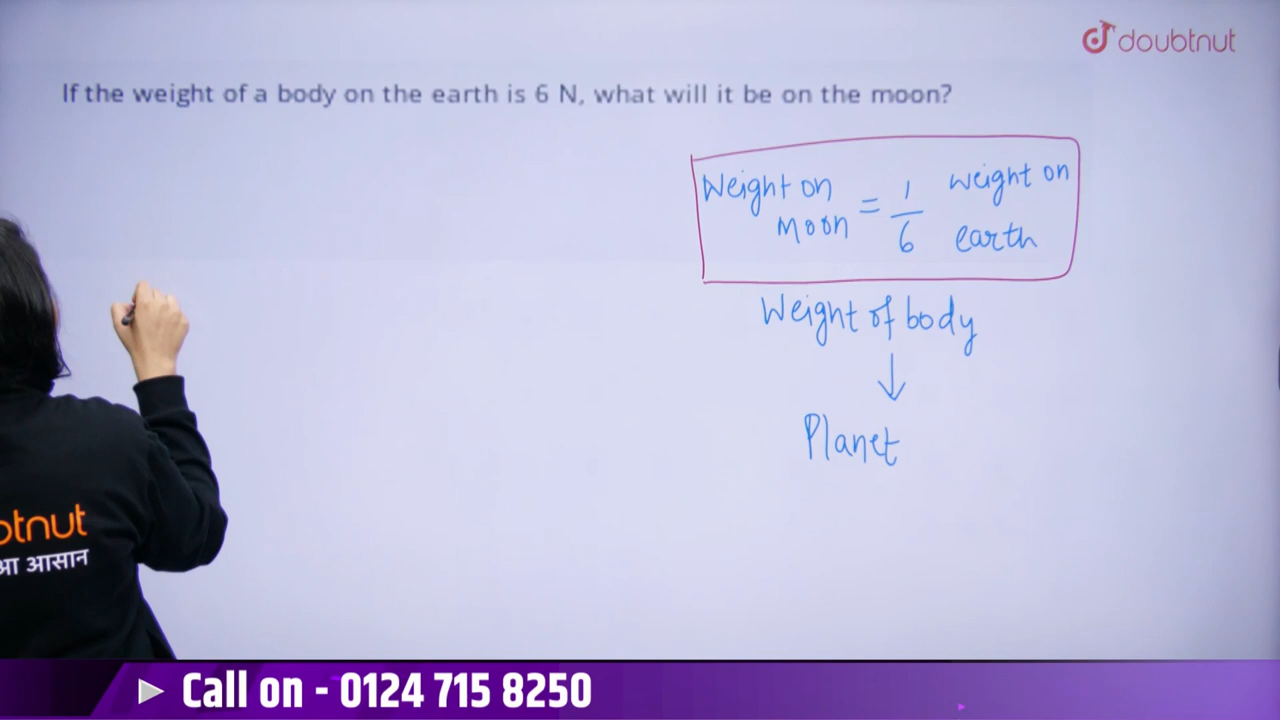 doubtnut
If the weight of a body on the earth is 6 N, what will it be on the moon?
Weight on moon = 1/6 weight on earth
Weight of body
↓
Planet
btnut
आ आसान
Call on - 0124 715 8250